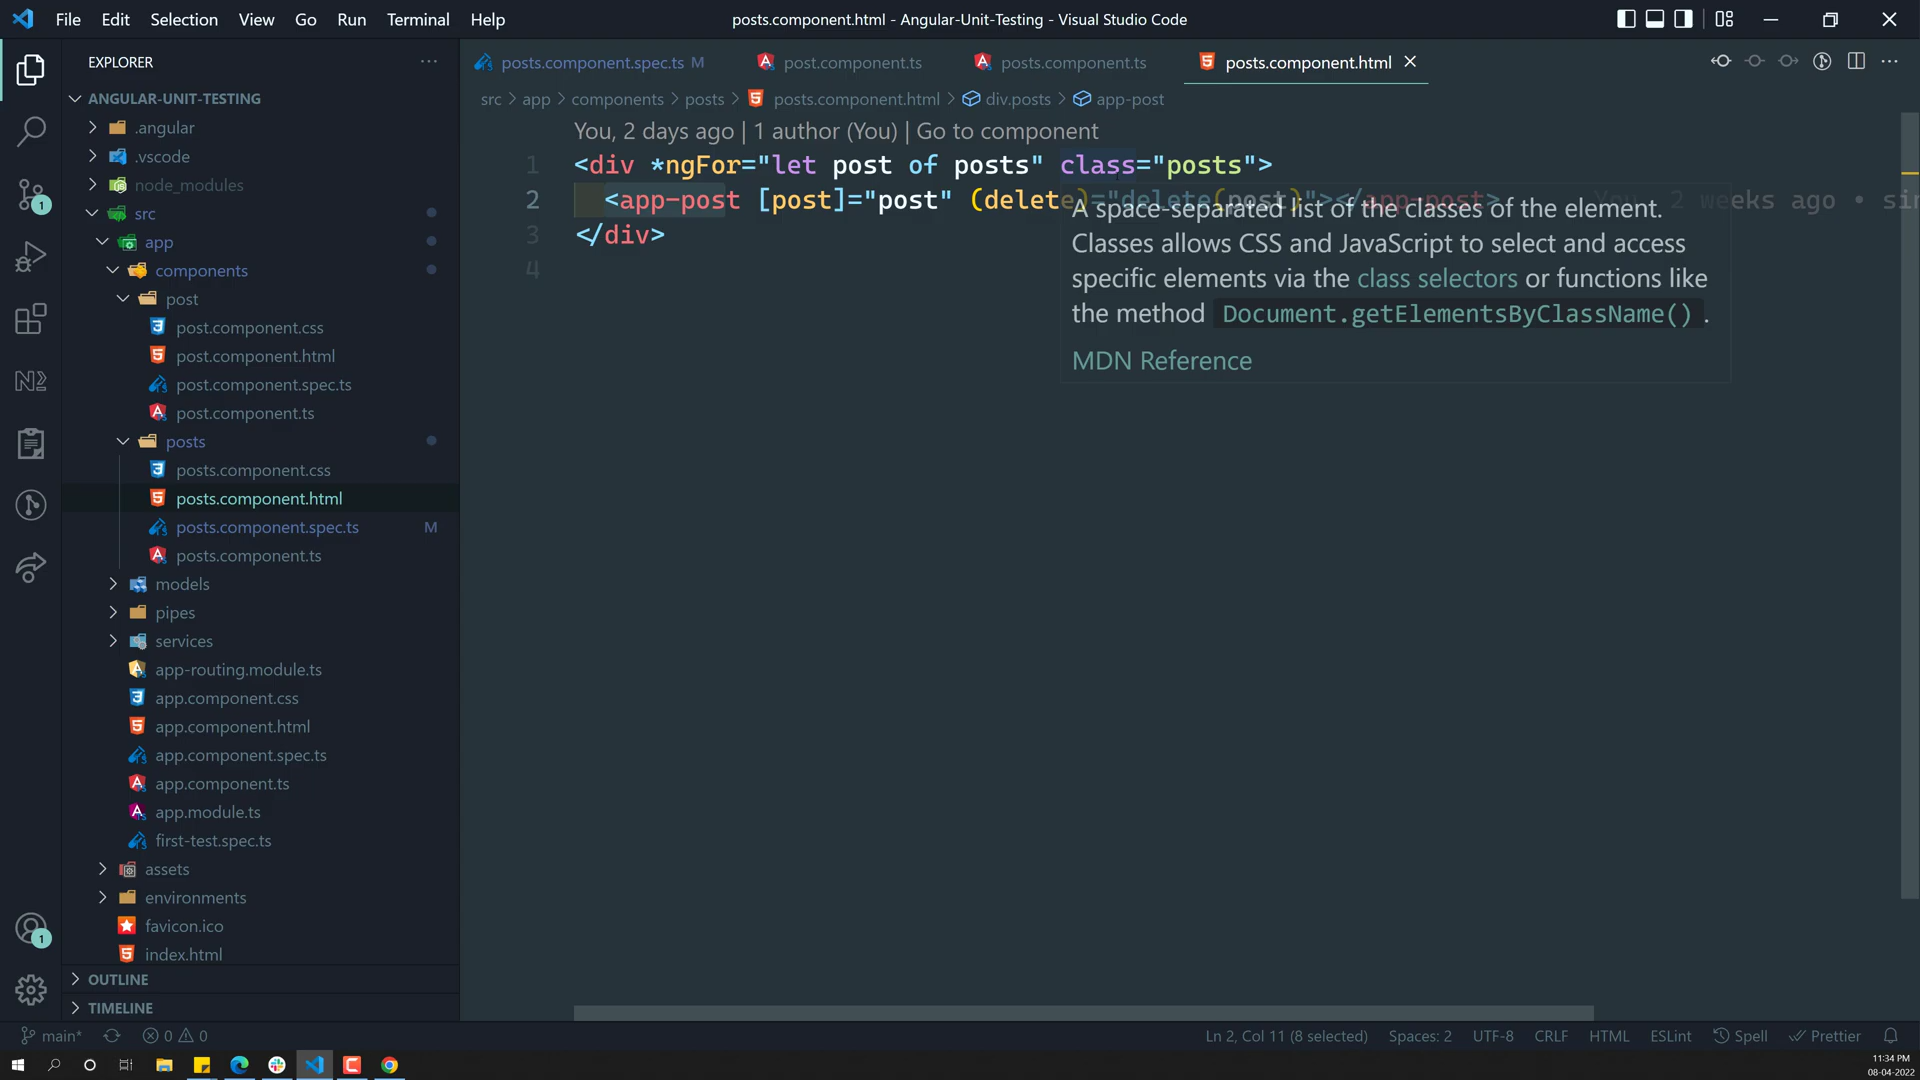 File Edit Selection View Go Run Terminal Help
posts.component.html - Angular-Unit-Testing - Visual Studio Code
EXPLORER
ANGULAR-UNIT-TESTING
.angular
.vscode
node_modules
src
app
components
post
post.component.css
post.component.html
post.component.spec.ts
post.component.ts
posts
posts.component.css
posts.component.html
posts.component.spec.ts M
posts.component.ts
models
pipes
services
app-routing.module.ts
app.component.css
app.component.html
app.component.spec.ts
app.component.ts
app.module.ts
first-test.spec.ts
assets
environments
favicon.ico
index.html
OUTLINE
TIMELINE
1
1
posts.component.spec.ts M post.component.ts posts.component.ts posts.component.html
src > app > components > posts > posts.component.html > div.posts > app-post
You, 2 days ago | 1 author (You) | Go to component
1 <div *ngFor="let post of posts" class="posts">
2 <app-post [post]="post" (delete)="delete(post)"></app-post> You, 2 weeks ago •
3 </div>
4
A space-separated list of the classes of the element.
Classes allows CSS and JavaScript to select and access
specific elements via the class selectors or functions like
the method Document.getElementsByClassName() .
MDN Reference
main* 0 0 Ln 2, Col 11 (8 selected) Spaces: 2 UTF-8 CRLF HTML ESLint Spell Prettier
11:34 PM
08-04-2022